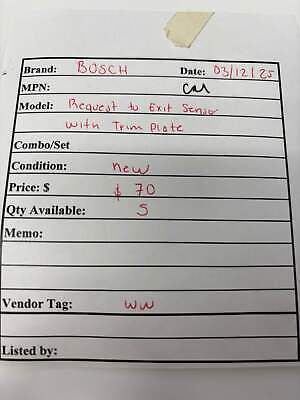 Brand: BOSCH Date: 03/12/25
MPN: Cal
Model: Request to Exit Sensor
with Trim Plate
Combo/Set
Condition: new
Price: $ $ 70
Qty Available: 5
Memo:
Vendor Tag: WW
Listed by: